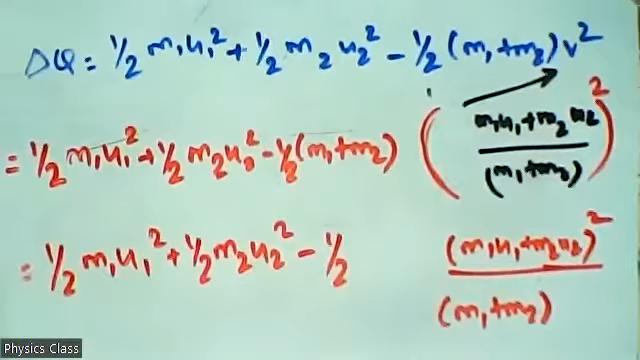 ΔQ = 1/2 m₁u₁² + 1/2 m₂u₂² - 1/2 (m₁+m₂)v²
= 1/2 m₁u₁² + 1/2 m₂u₂² - 1/2 (m₁+m₂) ((m₁u₁+m₂u₂)/(m₁+m₂))²
= 1/2 m₁u₁² + 1/2 m₂u₂² - 1/2 (m₁u₁+m₂u₂)²/(m₁+m₂)
Physics Class